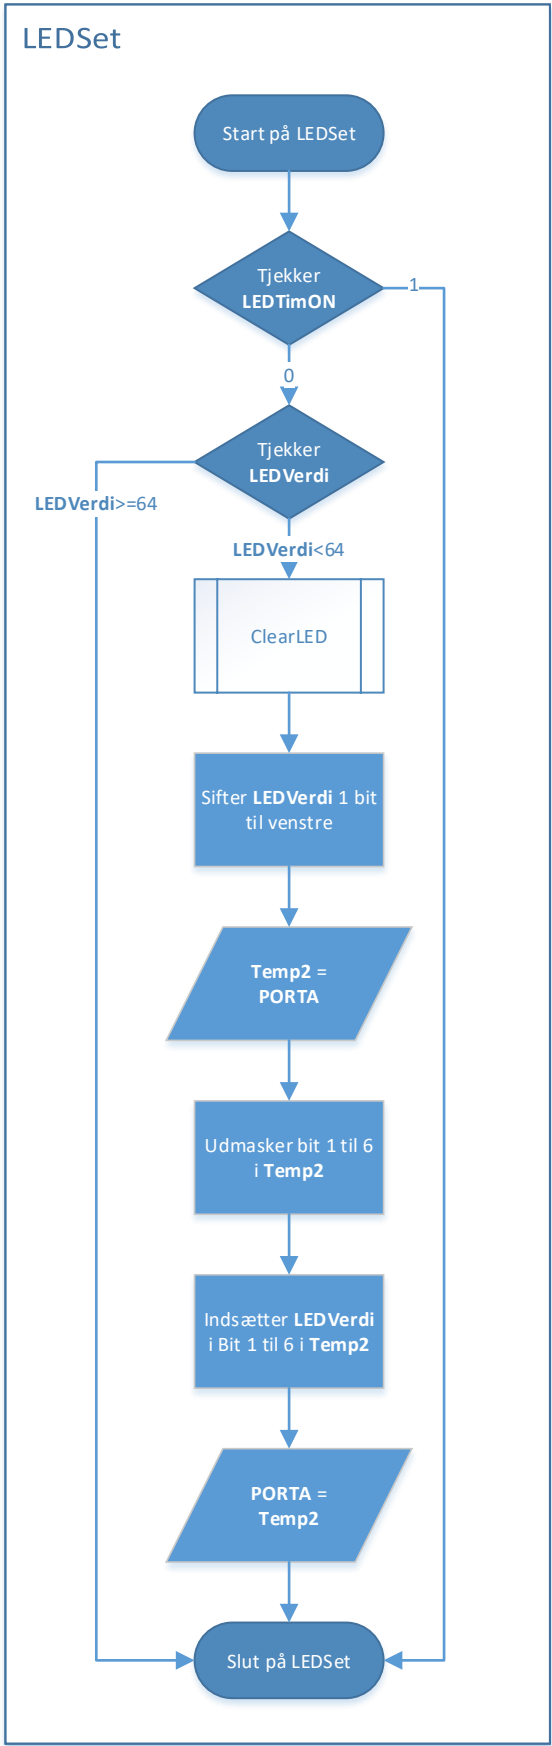 LEDSet
Start på LEDSet
Tjekker
LEDTimON
1
0
Tjekker
LEDVerdi
LEDVerdi>=64
LEDVerdi<64
ClearLED
Sifter LEDVerdi 1 bit
til venstre
Temp2 =
PORTA
Udmasker bit 1 til 6
i Temp2
Indsætter LEDVerdi
i Bit 1 til 6 i Temp2
PORTA =
Temp2
Slut på LEDSet